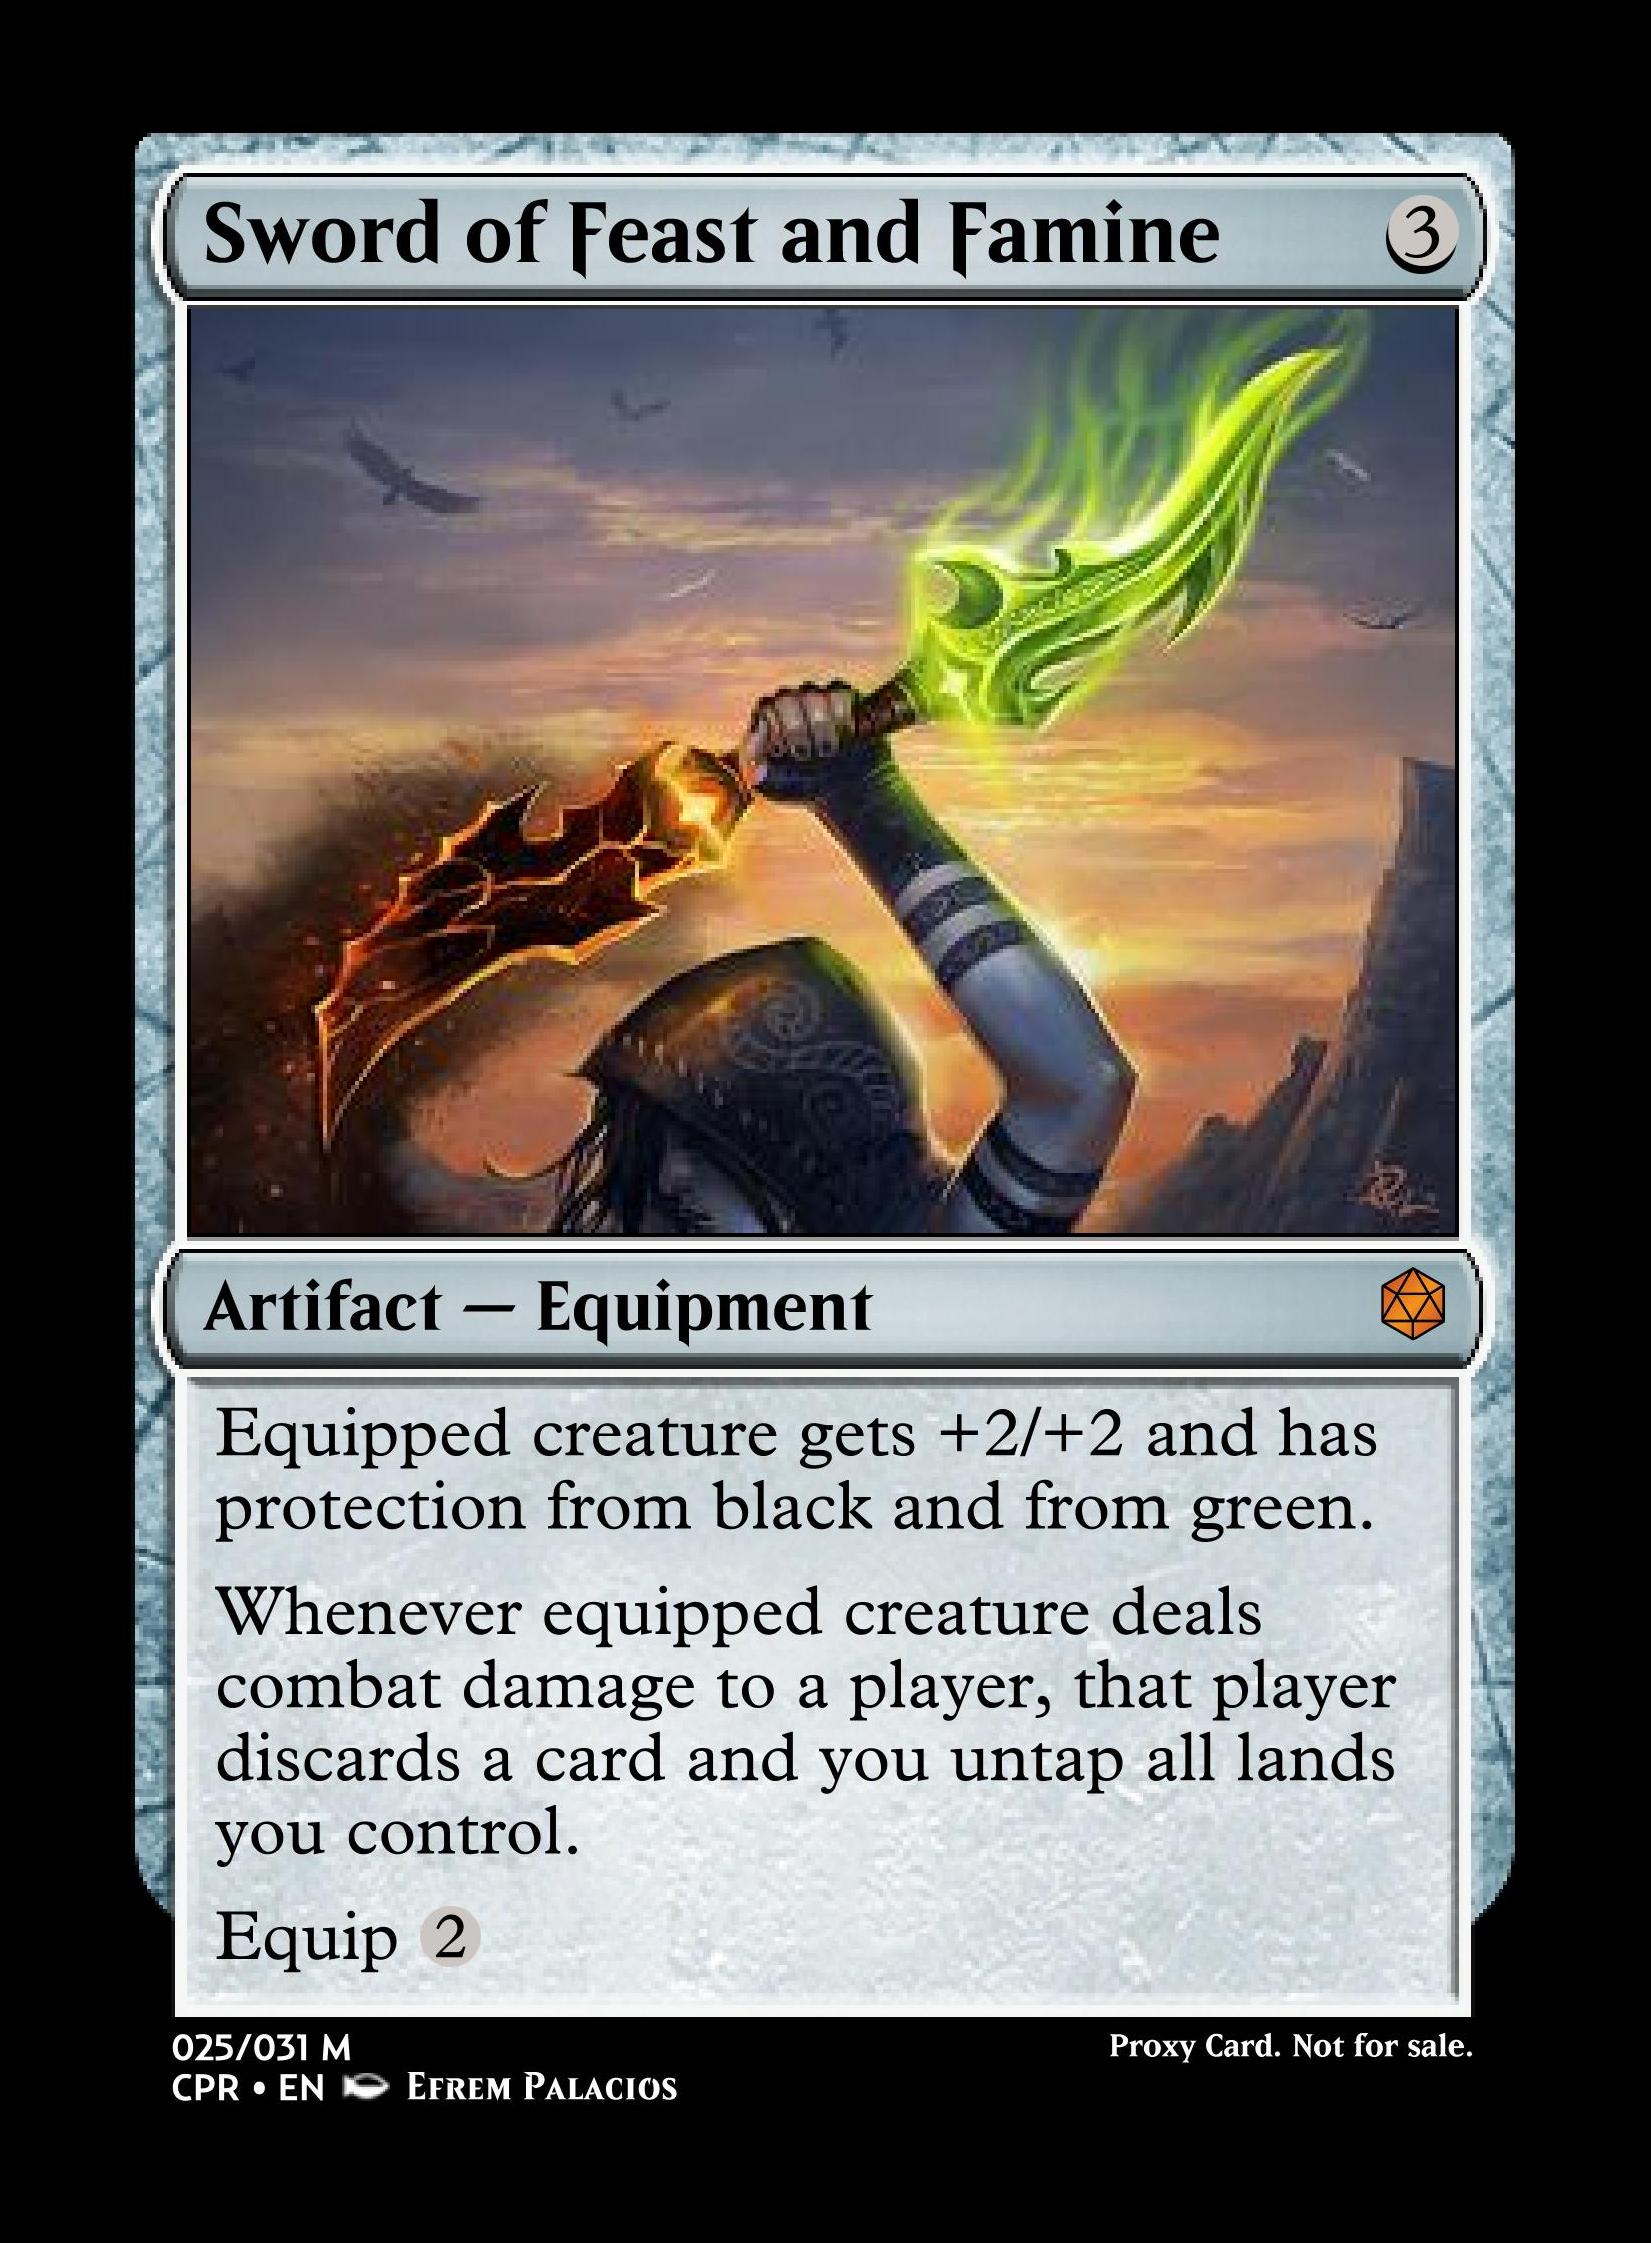 Sword of Feast and Famine 3
Artifact — Equipment
Equipped creature gets +2/+2 and has
protection from black and from green.
Whenever equipped creature deals
combat damage to a player, that player
discards a card and you untap all lands
you control.
Equip 2
025/031 M
Proxy Card. Not for sale.
CPR • EN Efrem Palacios